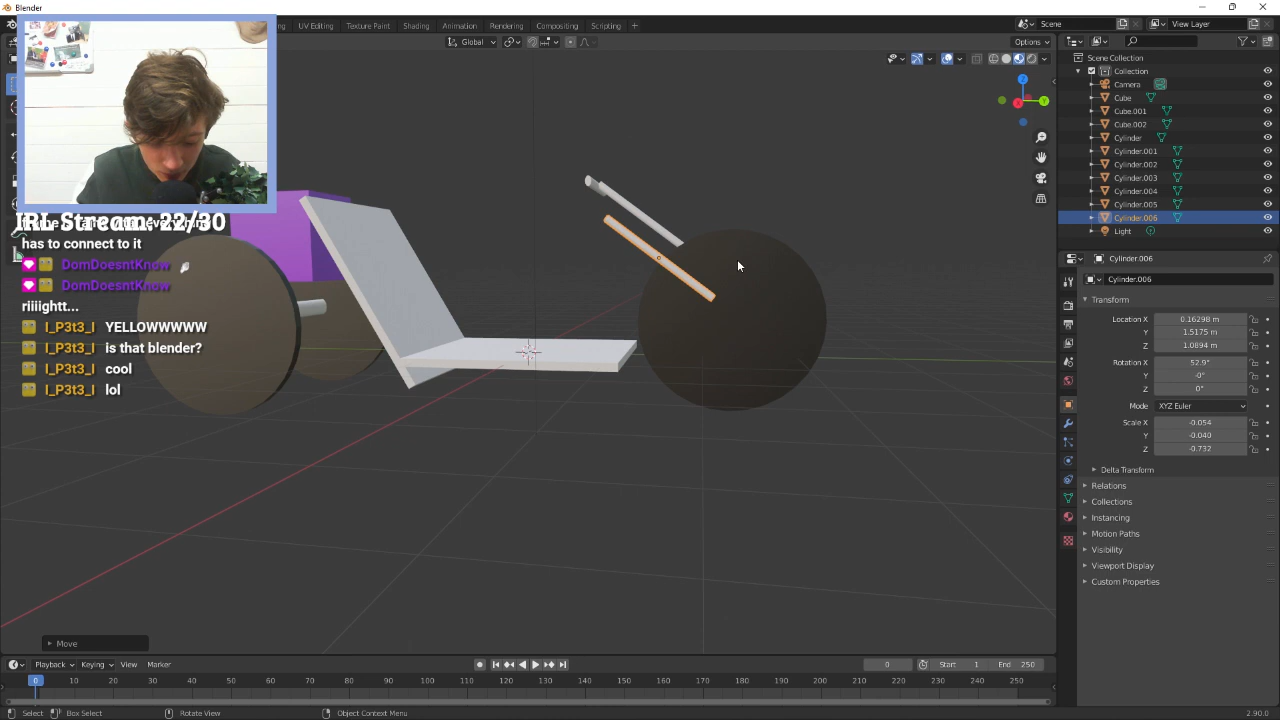 Blender
UV Editing
Texture Paint
Shading
Animation
Rendering
Compositing
Scripting
+
Scene
View Layer
Global
Options
IRL Stream: 22/30
has to connect to it
DomDoesntKnow
DomDoesntKnow
riiiightt...
I_P3t3_I YELLOWWWWW
I_P3t3_I is that blender?
I_P3t3_I cool
I_P3t3_I lol
Z
Y
X
Move
Scene Collection
Collection
Camera
Cube
Cube.001
Cube.002
Cylinder
Cylinder.001
Cylinder.002
Cylinder.003
Cylinder.004
Cylinder.005
Cylinder.006
Light
Cylinder.006
Cylinder.006
Transform
Location X 0.16298 m
Y 1.5175 m
Z 1.0894 m
Rotation X 52.9°
Y -0°
Z 0°
Mode XYZ Euler
Scale X -0.054
Y -0.040
Z -0.732
Delta Transform
Relations
Collections
Instancing
Motion Paths
Visibility
Viewport Display
Custom Properties
Playback Keying View Marker
0 Start 1 End 250
0 10 20 30 40 50 60 70 80 90 100 110 120 130 140 150 160 170 180 190 200 210 220 230 240 250
Select Box Select Rotate View Object Context Menu
2.90.0